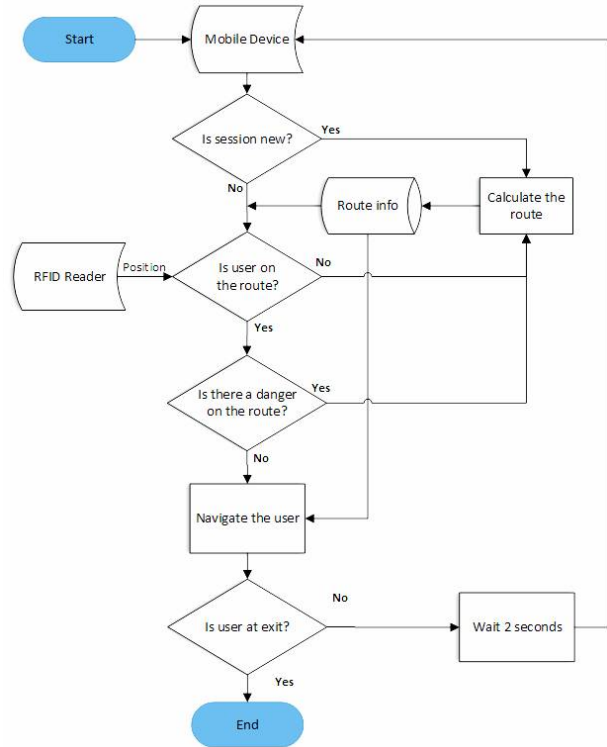 Start
Mobile Device
Is session new?
Yes
No
Route info
Calculate the
route
RFID Reader
Position
Is user on
the route?
No
Yes
Is there a danger
on the route?
Yes
No
Navigate the user
Is user at exit?
No
Wait 2 seconds
Yes
End